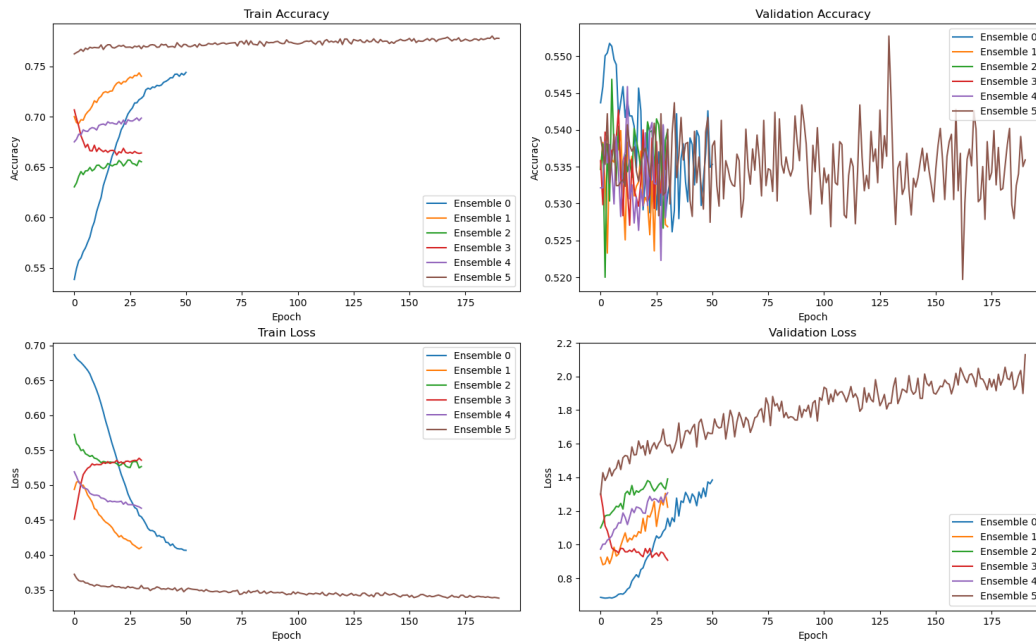 Train Accuracy
0.75
0.70
0.65
0.60
0.55
Accuracy
0 25 50 75 100 125 150 175
Epoch
Ensemble 0
Ensemble 1
Ensemble 2
Ensemble 3
Ensemble 4
Ensemble 5
Validation Accuracy
0.550
0.545
0.540
0.535
0.530
0.525
0.520
Accuracy
0 25 50 75 100 125 150 175
Epoch
Ensemble 0
Ensemble 1
Ensemble 2
Ensemble 3
Ensemble 4
Ensemble 5
Train Loss
0.70
0.65
0.60
0.55
0.50
0.45
0.40
0.35
Loss
0 25 50 75 100 125 150 175
Epoch
Ensemble 0
Ensemble 1
Ensemble 2
Ensemble 3
Ensemble 4
Ensemble 5
Validation Loss
2.2
2.0
1.8
1.6
1.4
1.2
1.0
0.8
Loss
0 25 50 75 100 125 150 175
Epoch
Ensemble 0
Ensemble 1
Ensemble 2
Ensemble 3
Ensemble 4
Ensemble 5